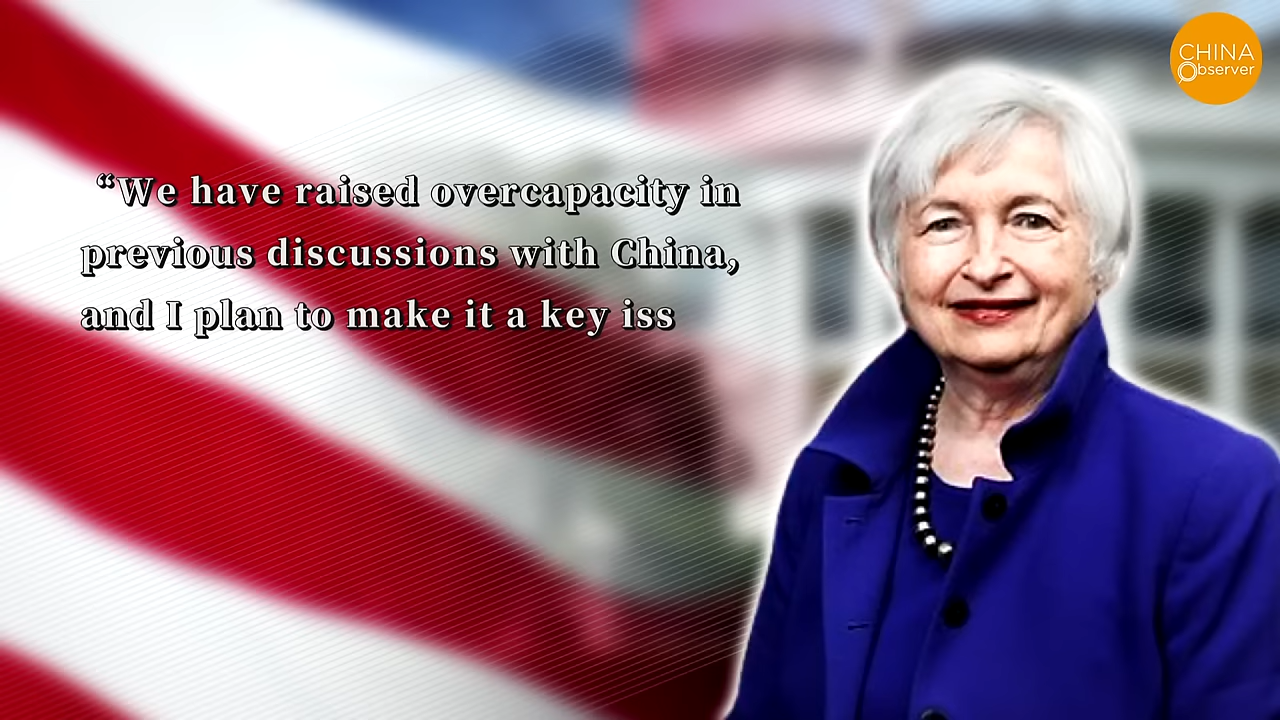 CHINA
Observer
“We have raised overcapacity in
previous discussions with China,
and I plan to make it a key iss